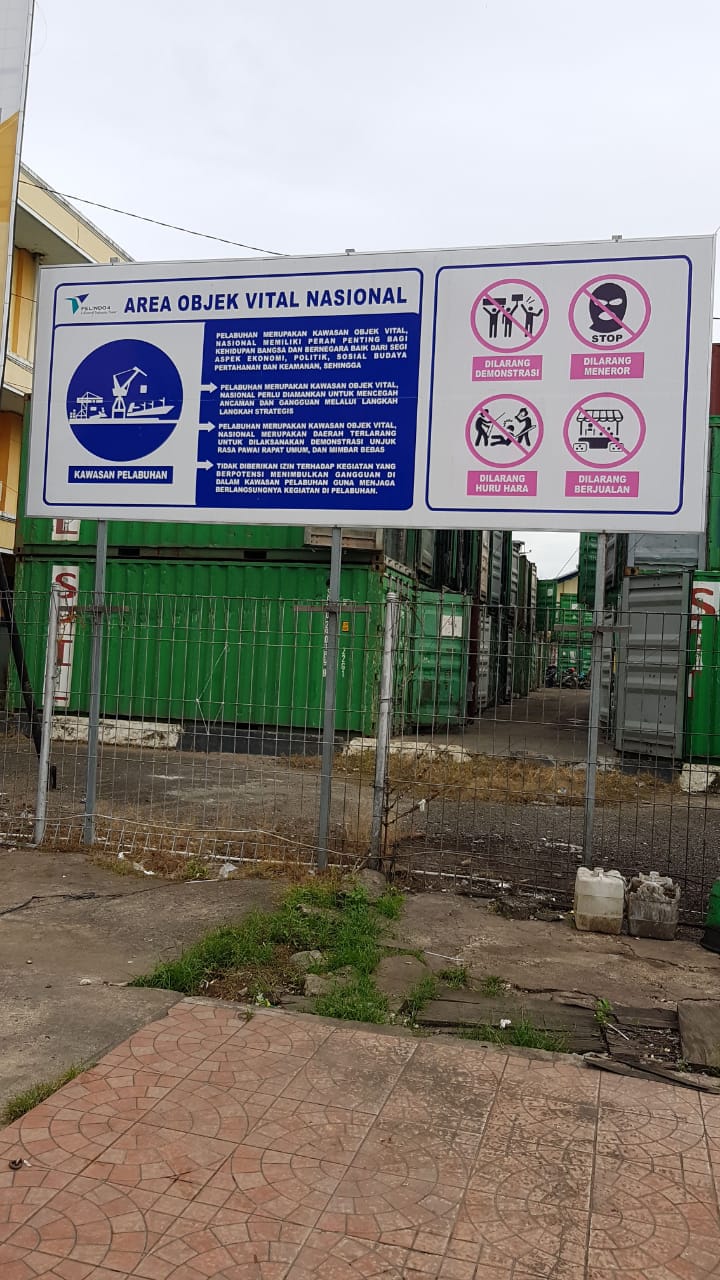 PELINDO 4
AREA OBJEK VITAL NASIONAL
PELABUHAN MERUPAKAN KAWASAN OBJEK VITAL,
NASIONAL MEMILIKI PERAN PENTING BAGI
KEHIDUPAN BANGSA DAN BERNEGARA BAIK DARI SEGI
ASPEK EKONOMI, POLITIK, SOSIAL BUDAYA
PERTAHANAN DAN KEAMANAN, SEHINGGA
PELABUHAN MERUPAKAN KAWASAN OBJEK VITAL,
NASIONAL PERLU DIAMANKAN UNTUK MENCEGAH
ANCAMAN DAN GANGGUAN MELALUI LANGKAH
LANGKAH STRATEGIS
PELABUHAN MERUPAKAN KAWASAN OBJEK VITAL,
NASIONAL MERUPAKAN DAERAH TERLARANG
UNTUK DILAKSANAKAN DEMONSTRASI UNJUK
RASA PAWAI RAPAT UMUM, DAN MIMBAR BEBAS
TIDAK DIBERIKAN IZIN TERHADAP KEGIATAN YANG
BERPOTENSI MENIMBULKAN GANGGUAN DI
DALAM KAWASAN PELABUHAN GUNA MENJAGA
BERLANGSUNGNYA KEGIATAN DI PELABUHAN.
KAWASAN PELABUHAN
DILARANG
DEMONSTRASI
STOP
DILARANG
MENEROR
DILARANG
HURU HARA
DILARANG
BERJUALAN